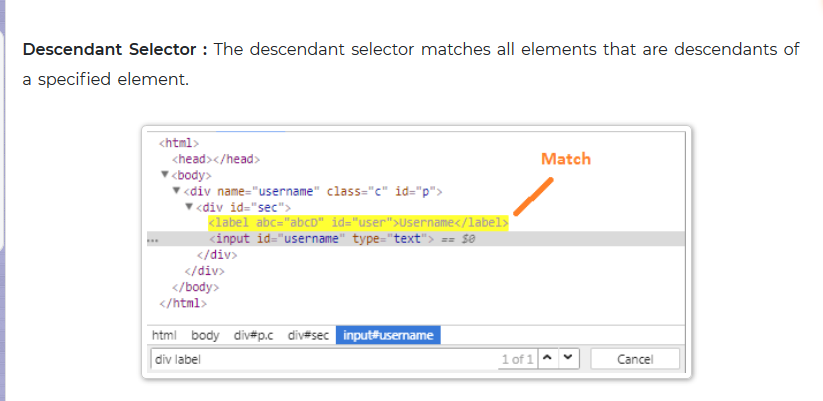 Descendant Selector : The descendant selector matches all elements that are descendants of
a specified element.
<html>
<head></head>
Match
▼<body>
▼<div name="username" class="c" id="p">
▼<div id="sec">
<label abc="abcD" id="user">Username</label>
... <input id="username" type="text"> == $0
</div>
</div>
</body>
</html>
html body div#p.c div#sec input#username
div label 1 of 1 Cancel